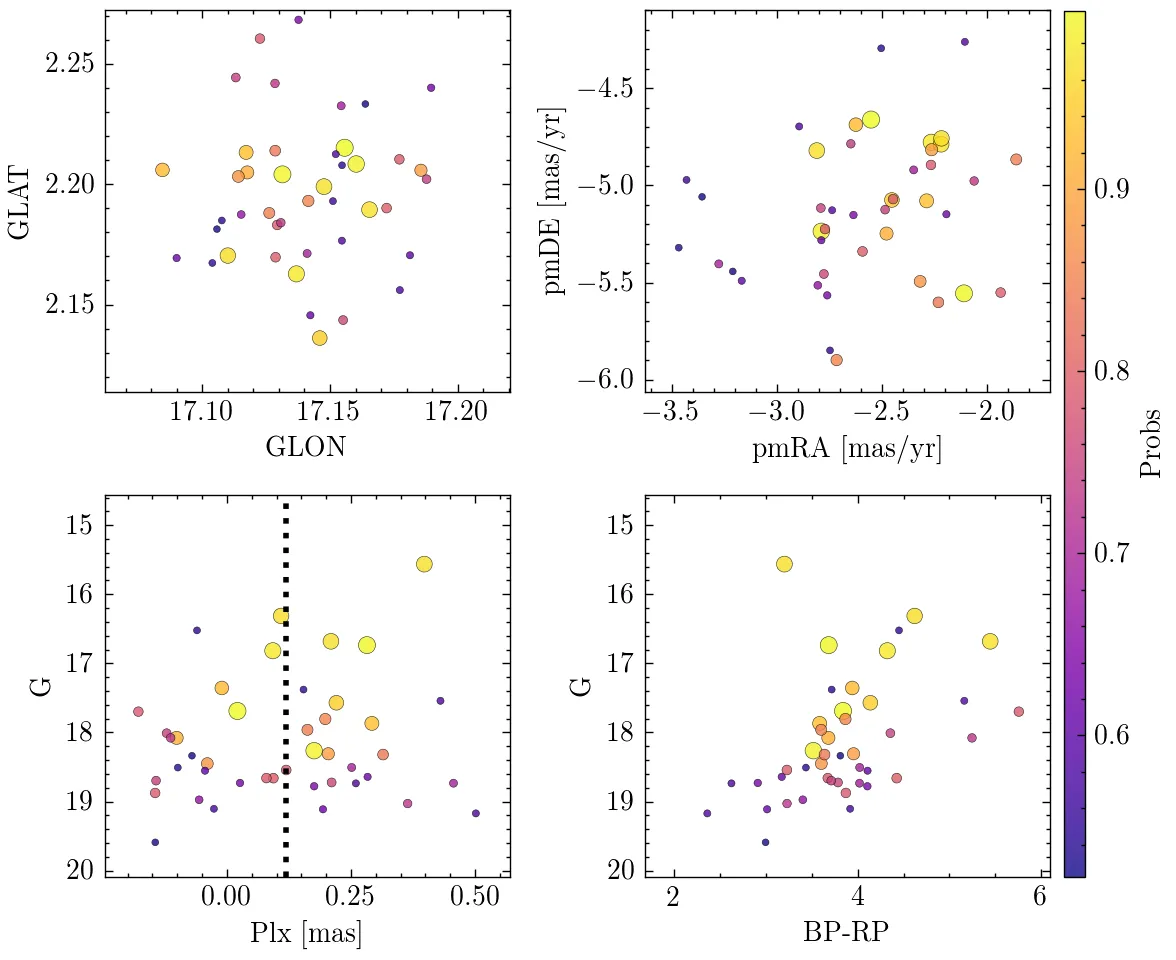 2.25
2.20
2.15
GLAT
17.10 17.15 17.20
GLON
−4.5
−5.0
−5.5
−6.0
pmDE [mas/yr]
−3.5 −3.0 −2.5 −2.0
pmRA [mas/yr]
15
16
17
18
19
20
G
0.00 0.25 0.50
Plx [mas]
15
16
17
18
19
20
G
2 4 6
BP-RP
0.9
0.8
0.7
0.6
Probs